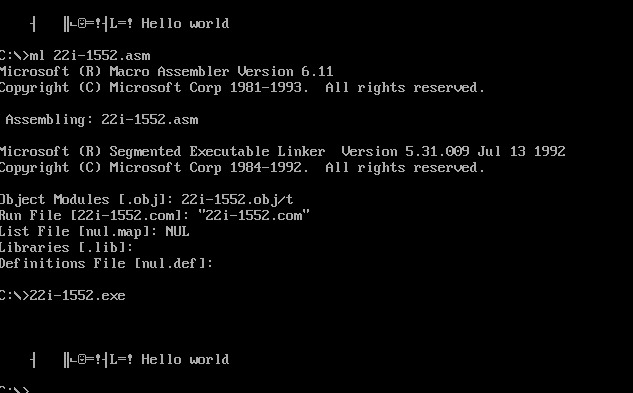 ┤ ║⌙☺=!┤L=! Hello world
C:\>ml 22i-1552.asm
Microsoft (R) Macro Assembler Version 6.11
Copyright (C) Microsoft Corp 1981-1993. All rights reserved.
Assembling: 22i-1552.asm
Microsoft (R) Segmented Executable Linker Version 5.31.009 Jul 13 1992
Copyright (C) Microsoft Corp 1984-1992. All rights reserved.
Object Modules [.obj]: 22i-1552.obj/t
Run File [22i-1552.com]: "22i-1552.com"
List File [nul.map]: NUL
Libraries [.lib]:
Definitions File [nul.def]:
C:\>22i-1552.exe
┤ ║⌙☺=!┤L=! Hello world
C:\>